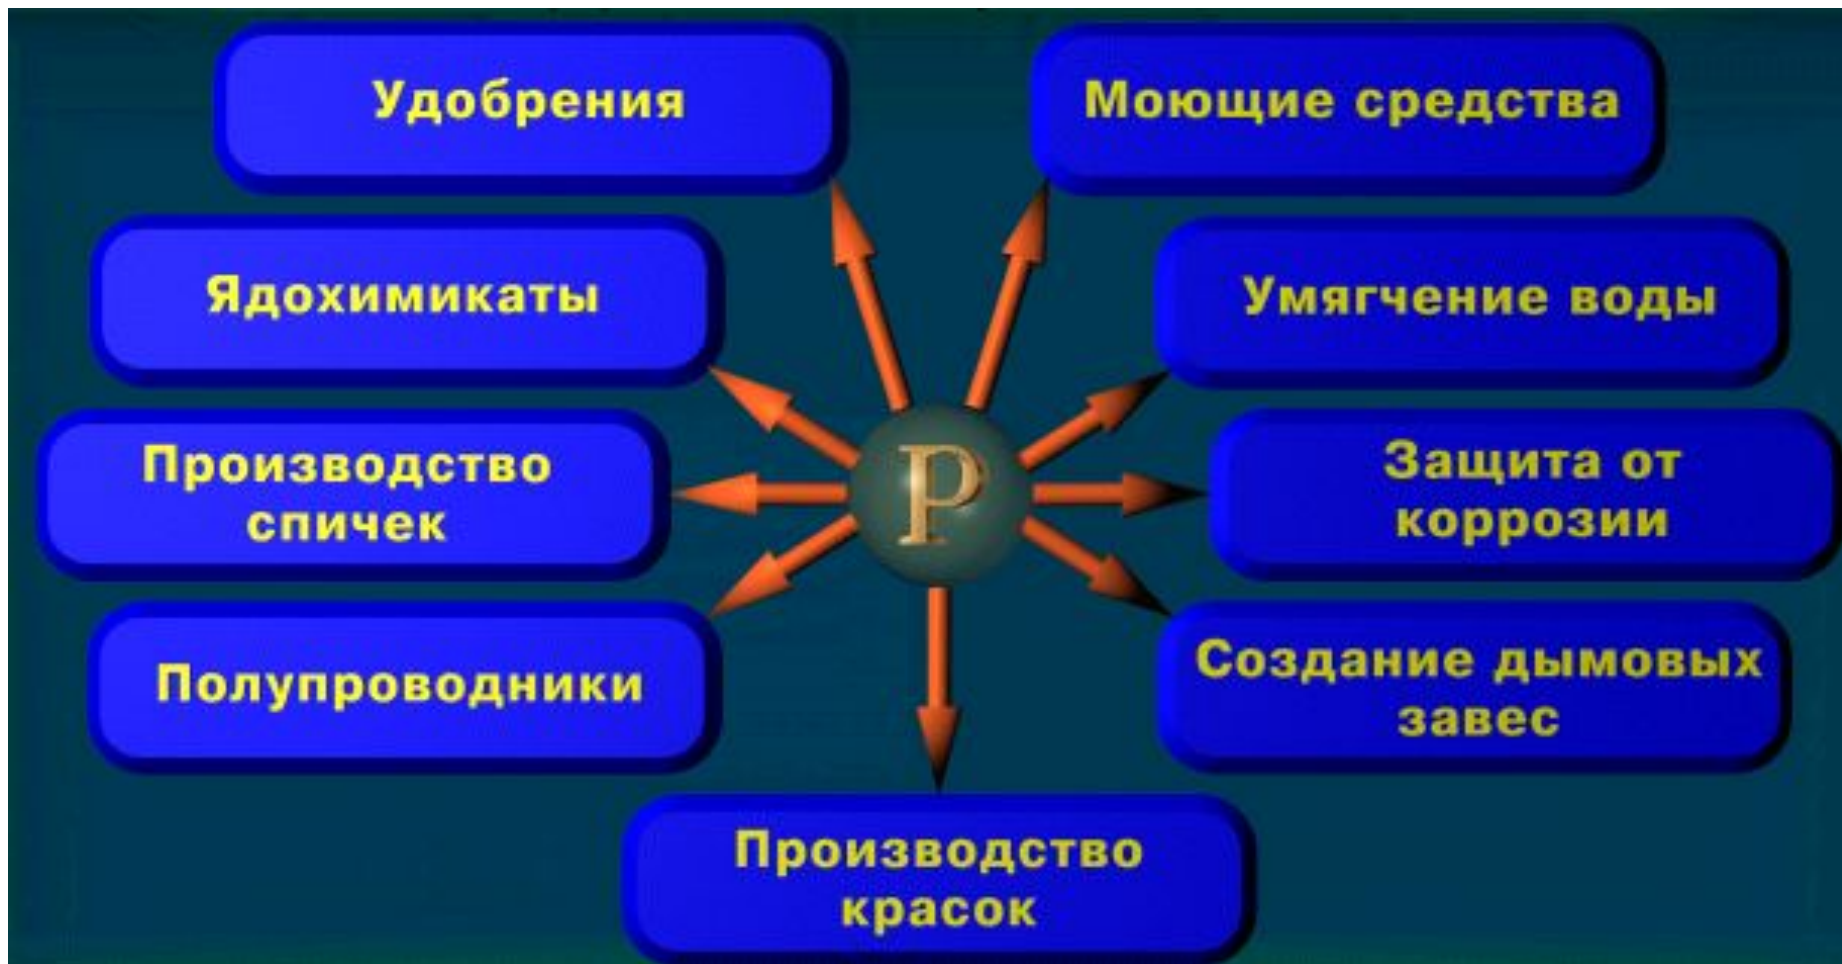 Удобрения
Моющие средства
Ядохимикаты
Умягчение воды
Производство
спичек
P
Защита от
коррозии
Полупроводники
Создание дымовых
завес
Производство
красок